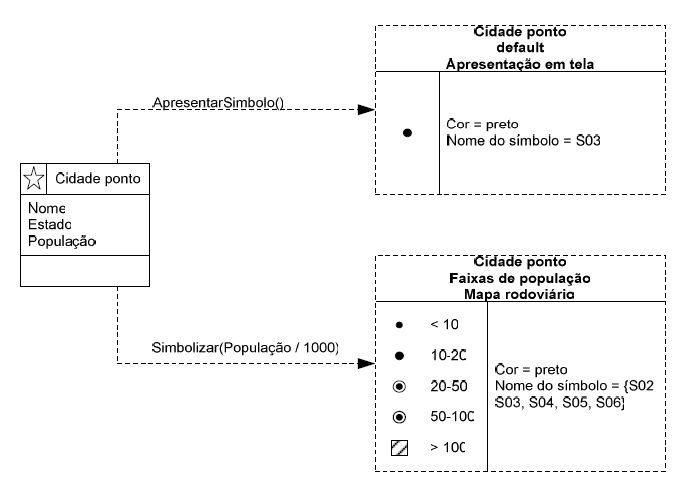 Cidade ponto
default
Apresentação em tela
ApresentarSimbolo()
Cor = preto
Nome do símbolo = S03
Cidade ponto
Nome
Estado
População
Cidade ponto
Faixas de população
Mapa rodoviário
< 10
10-20
20-50
50-100
> 100
Simbolizar(População / 1000)
Cor = preto
Nome do símbolo = {S02
S03, S04, S05, S06}